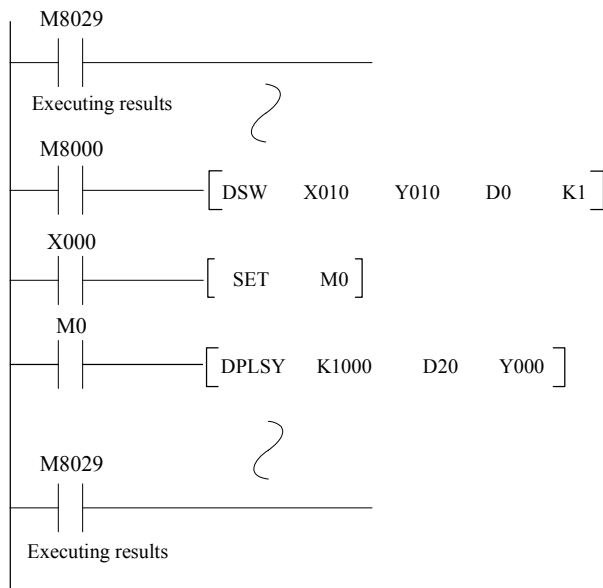 M8029
Executing results
M8000
DSW X010 Y010 D0 K1
X000
SET M0
M0
DPLSY K1000 D20 Y000
M8029
Executing results